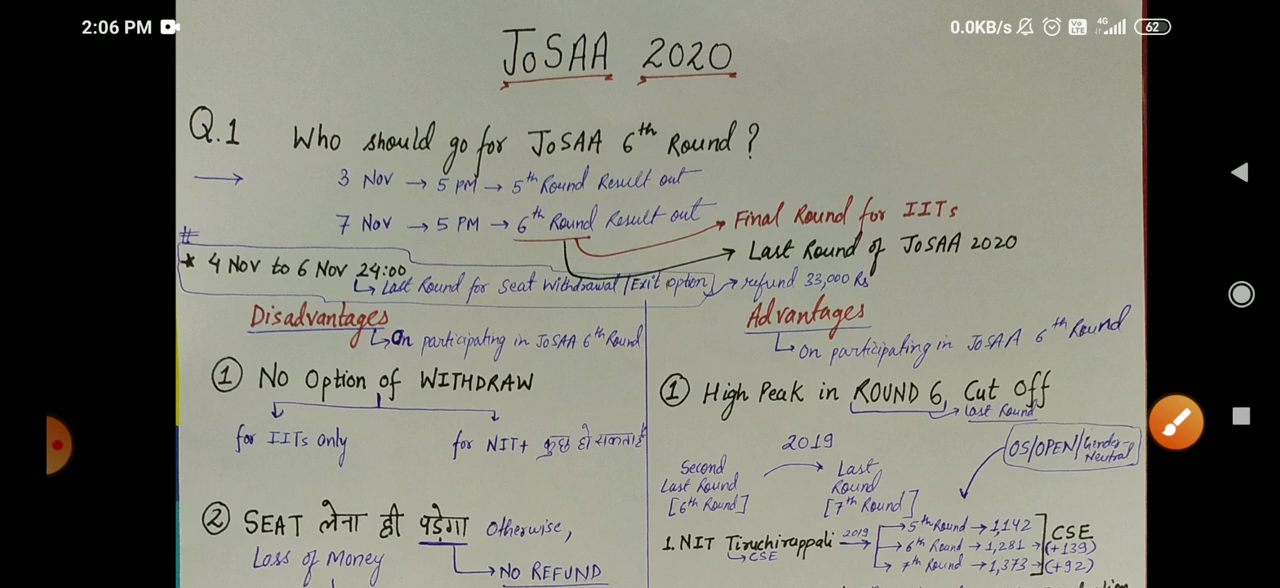 2:06 PM
0.0KB/s Vo LTE 4G 62
JoSAA 2020
Q.1 Who should go for JoSAA 6th Round?
→ 3 Nov → 5 PM → 5th Round Result out
7 Nov → 5 PM → 6th Round Result out → Final Round for IITs
→ Last Round of JoSAA 2020
#
* 4 Nov to 6 Nov 24:00
↳ Last Round for Seat Withdrawal / Exit option → refund 33,000 Rs
Disadvantages
↳ On participating in JoSAA 6th Round
① No Option of WITHDRAW
for IITs Only
for NIT+ कुछ हो सकता है
② SEAT लेना ही पड़ेगा Otherwise,
Loss of Money
→ NO REFUND
Advantages
↳ On participating in JOSAA 6th Round
① High Peak in ROUND 6, Cut Off
→ Last Round
2019
OS/OPEN/Gender-
Neutral
Second → Last
Last Round Round
[6th Round] [7th Round]
1. NIT Tiruchirappali 2019 → 5th Round → 1,142 CSE
↳ CSE → 6th Round → 1,281 → (+139)
→ 7th Round → 1,373 → (+92)